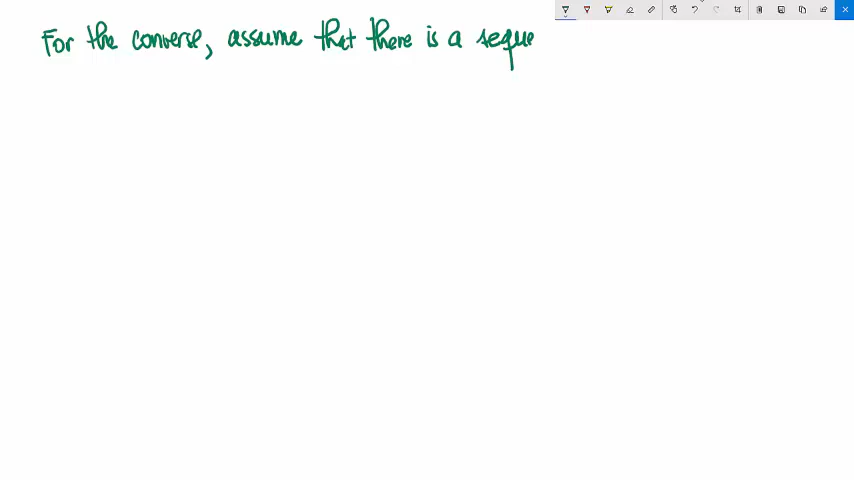 For the converse, assume that there is a seque